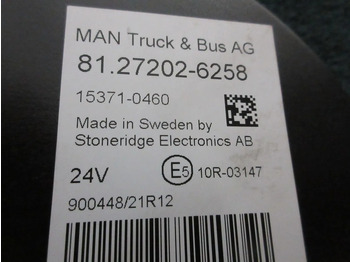 MAN Truck & Bus AG
81.27202-6258
15371-0460
Made in Sweden by
Stoneridge Electronics AB
24V E5 10R-03147
900448/21R12